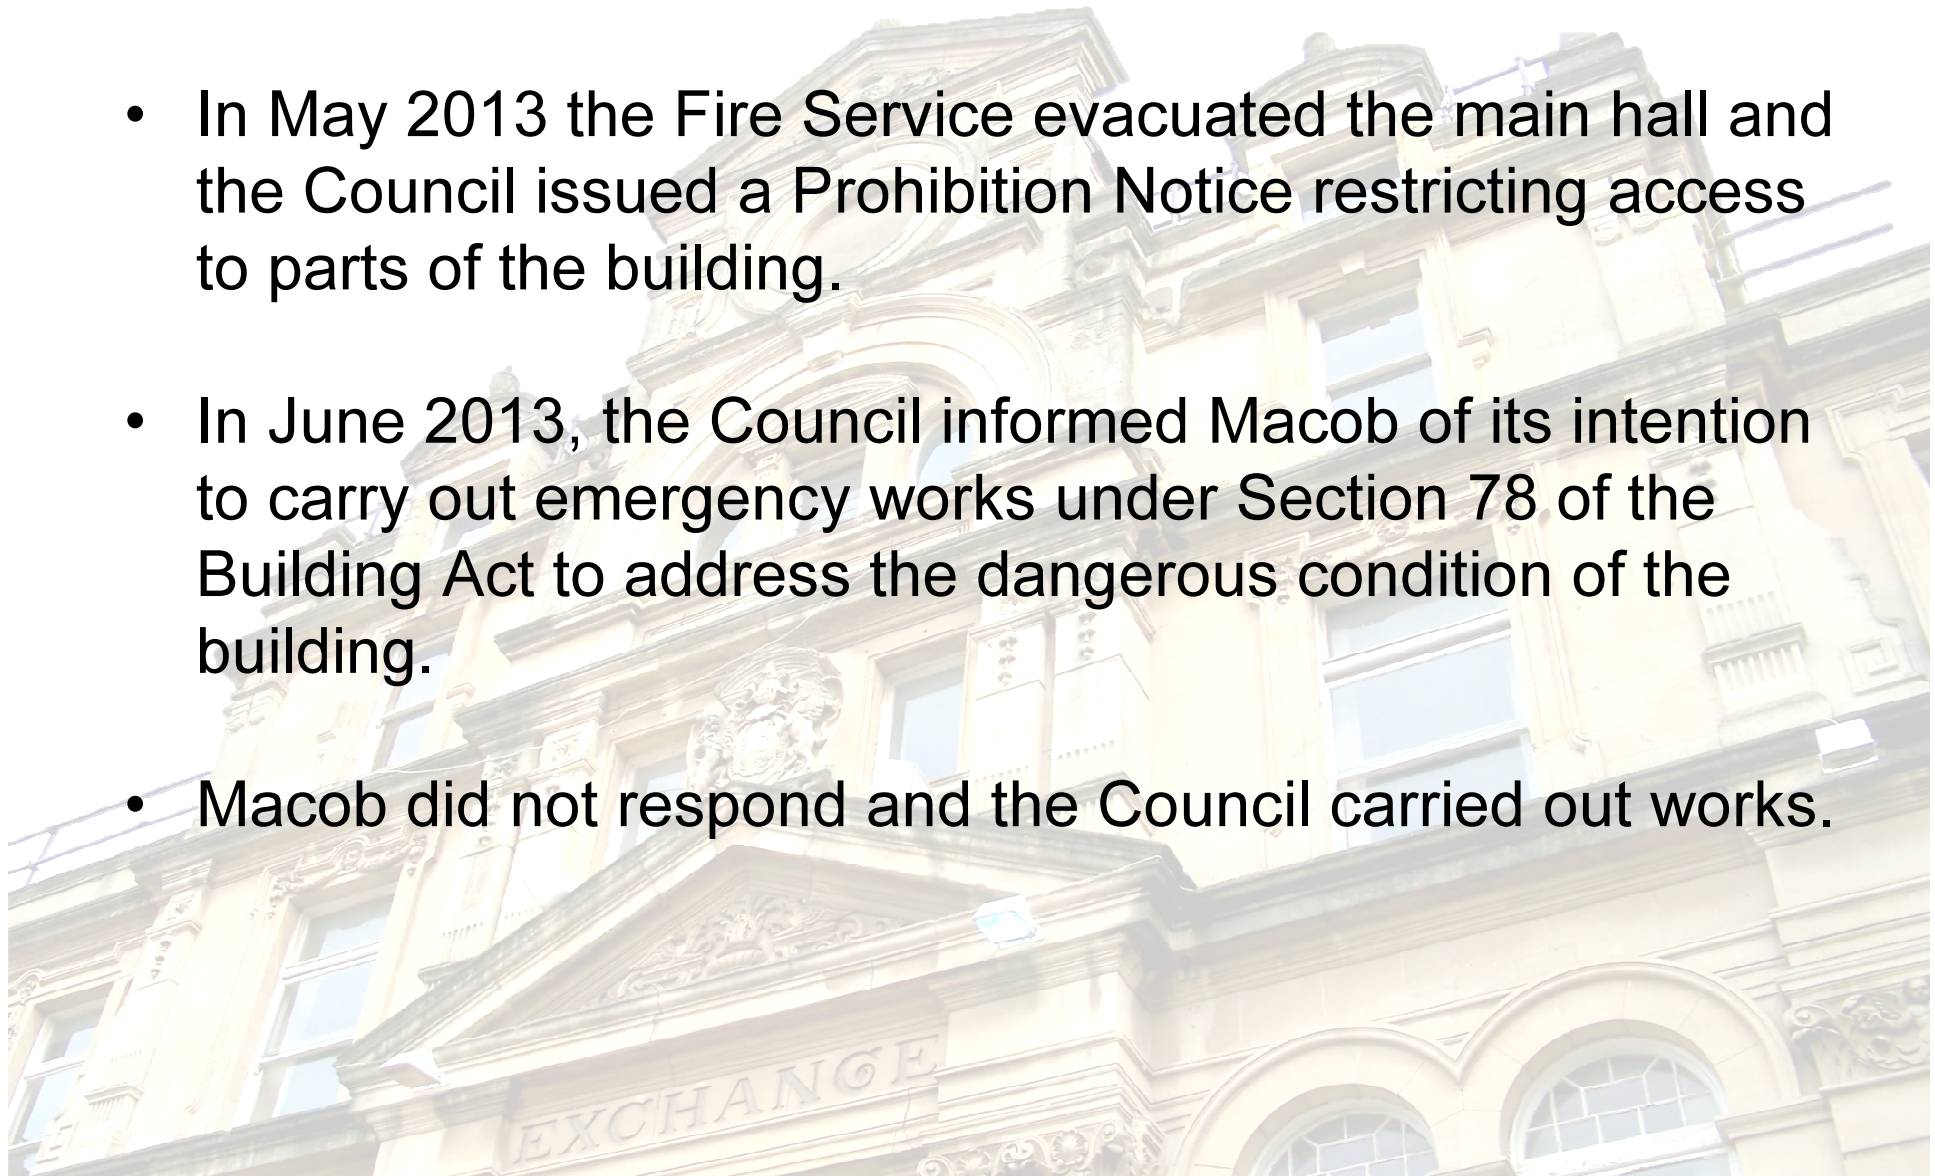 • In May 2013 the Fire Service evacuated the main hall and
the Council issued a Prohibition Notice restricting access
to parts of the building.
• In June 2013, the Council informed Macob of its intention
to carry out emergency works under Section 78 of the
Building Act to address the dangerous condition of the
building.
• Macob did not respond and the Council carried out works.
EXCHANGE